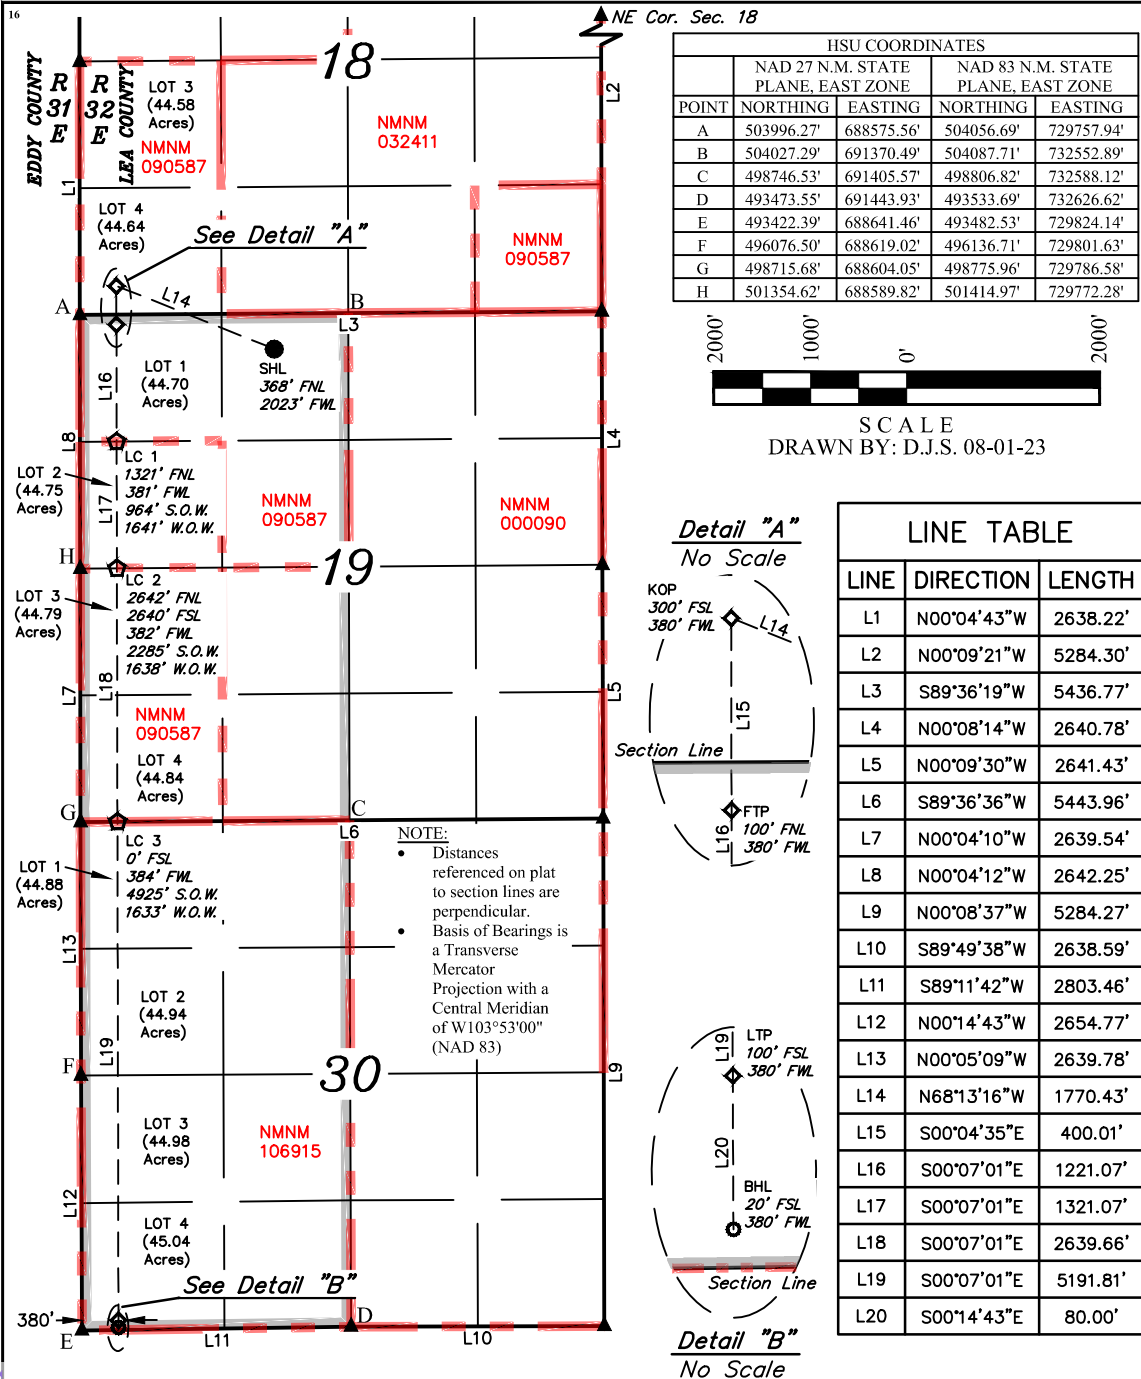 16
NE Cor. Sec. 18
18
EDDY COUNTY
R
31
E
R
32
E
LEA COUNTY
LOT 3
(44.58
Acres)
NMNM
090587
NMNM
032411
L2
L1
LOT 4
(44.64
Acres)
See Detail "A"
NMNM
090587
L14
A
B
L3
LOT 1
(44.70
Acres)
SHL
368' FNL
2023' FWL
L16
L8
L4
LC 1
1321' FNL
381' FWL
964' S.O.W.
1641' W.O.W.
LOT 2
(44.75
Acres)
L17
NMNM
090587
NMNM
000090
H
19
LC 2
2642' FNL
2640' FSL
382' FWL
2285' S.O.W.
1638' W.O.W.
LOT 3
(44.79
Acres)
L18
L7
L5
NMNM
090587
LOT 4
(44.84
Acres)
G
C
L6
LC 3
0' FSL
384' FWL
4925' S.O.W.
1633' W.O.W.
LOT 1
(44.88
Acres)
NOTE:
• Distances
referenced on plat
to section lines are
perpendicular.
• Basis of Bearings is
a Transverse
Mercator
Projection with a
Central Meridian
of W103°53'00"
(NAD 83)
L13
LOT 2
(44.94
Acres)
L19
F
30
L9
LOT 3
(44.98
Acres)
NMNM
106915
L12
LOT 4
(45.04
Acres)
See Detail "B"
380'
E
D
L11
L10
HSU COORDINATES
NAD 27 N.M. STATE PLANE, EAST ZONE NAD 83 N.M. STATE PLANE, EAST ZONE
POINT NORTHING EASTING NORTHING EASTING
A 503996.27' 688575.56' 504056.69' 729757.94'
B 504027.29' 691370.49' 504087.71' 732552.89'
C 498746.53' 691405.57' 498806.82' 732588.12'
D 493473.55' 691443.93' 493533.69' 732626.62'
E 493422.39' 688641.46' 493482.53' 729824.14'
F 496076.50' 688619.02' 496136.71' 729801.63'
G 498715.68' 688604.05' 498775.96' 729786.58'
H 501354.62' 688589.82' 501414.97' 729772.28'
2000' 1000' 0' 2000'
SCALE
DRAWN BY: D.J.S. 08-01-23
Detail "A"
No Scale
KOP
300' FSL
380' FWL
L14
L15
Section Line
FTP
100' FNL
380' FWL
L16
L19
LTP
100' FSL
380' FWL
L20
BHL
20' FSL
380' FWL
Section Line
Detail "B"
No Scale
LINE TABLE
LINE DIRECTION LENGTH
L1 N00°04'43"W 2638.22'
L2 N00°09'21"W 5284.30'
L3 S89°36'19"W 5436.77'
L4 N00°08'14"W 2640.78'
L5 N00°09'30"W 2641.43'
L6 S89°36'36"W 5443.96'
L7 N00°04'10"W 2639.54'
L8 N00°04'12"W 2642.25'
L9 N00°08'37"W 5284.27'
L10 S89°49'38"W 2638.59'
L11 S89°11'42"W 2803.46'
L12 N00°14'43"W 2654.77'
L13 N00°05'09"W 2639.78'
L14 N68°13'16"W 1770.43'
L15 S00°04'35"E 400.01'
L16 S00°07'01"E 1221.07'
L17 S00°07'01"E 1321.07'
L18 S00°07'01"E 2639.66'
L19 S00°07'01"E 5191.81'
L20 S00°14'43"E 80.00'